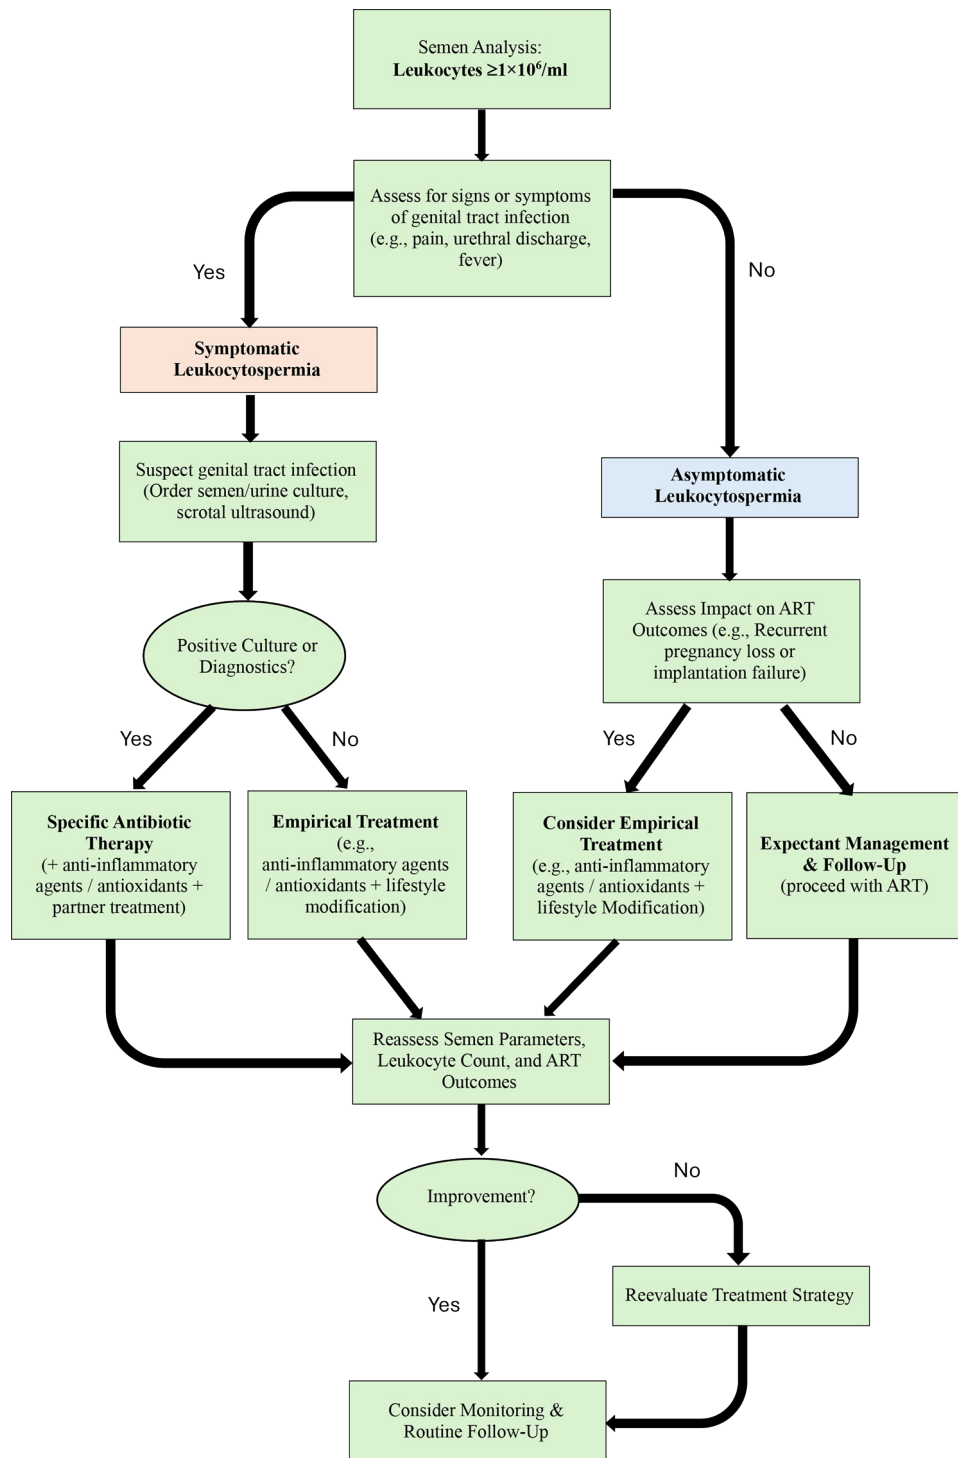 Semen Analysis:
Leukocytes ≥1×10⁶/ml
Assess for signs or symptoms
of genital tract infection
(e.g., pain, urethral discharge,
fever)
Yes
No
Symptomatic
Leukocytospermia
Suspect genital tract infection
(Order semen/urine culture,
scrotal ultrasound)
Asymptomatic
Leukocytospermia
Positive Culture or
Diagnostics?
Assess Impact on ART
Outcomes (e.g., Recurrent
pregnancy loss or
implantation failure)
Yes
No
Yes
No
Specific Antibiotic
Therapy
(+ anti-inflammatory
agents / antioxidants +
partner treatment)
Empirical Treatment
(e.g.,
anti-inflammatory agents
/ antioxidants + lifestyle
modification)
Consider Empirical
Treatment
(e.g., anti-inflammatory
agents / antioxidants +
lifestyle Modification)
Expectant Management
& Follow-Up
(proceed with ART)
Reassess Semen Parameters,
Leukocyte Count, and ART
Outcomes
Improvement?
No
Yes
Reevaluate Treatment Strategy
Consider Monitoring &
Routine Follow-Up